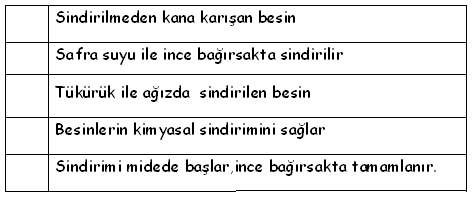 Sindirilmeden kana karışan besin
Safra suyu ile ince bağırsakta sindirilir
Tükürük ile ağızda sindirilen besin
Besinlerin kimyasal sindirimini sağlar
Sindirimi midede başlar,ince bağırsakta tamamlanır.